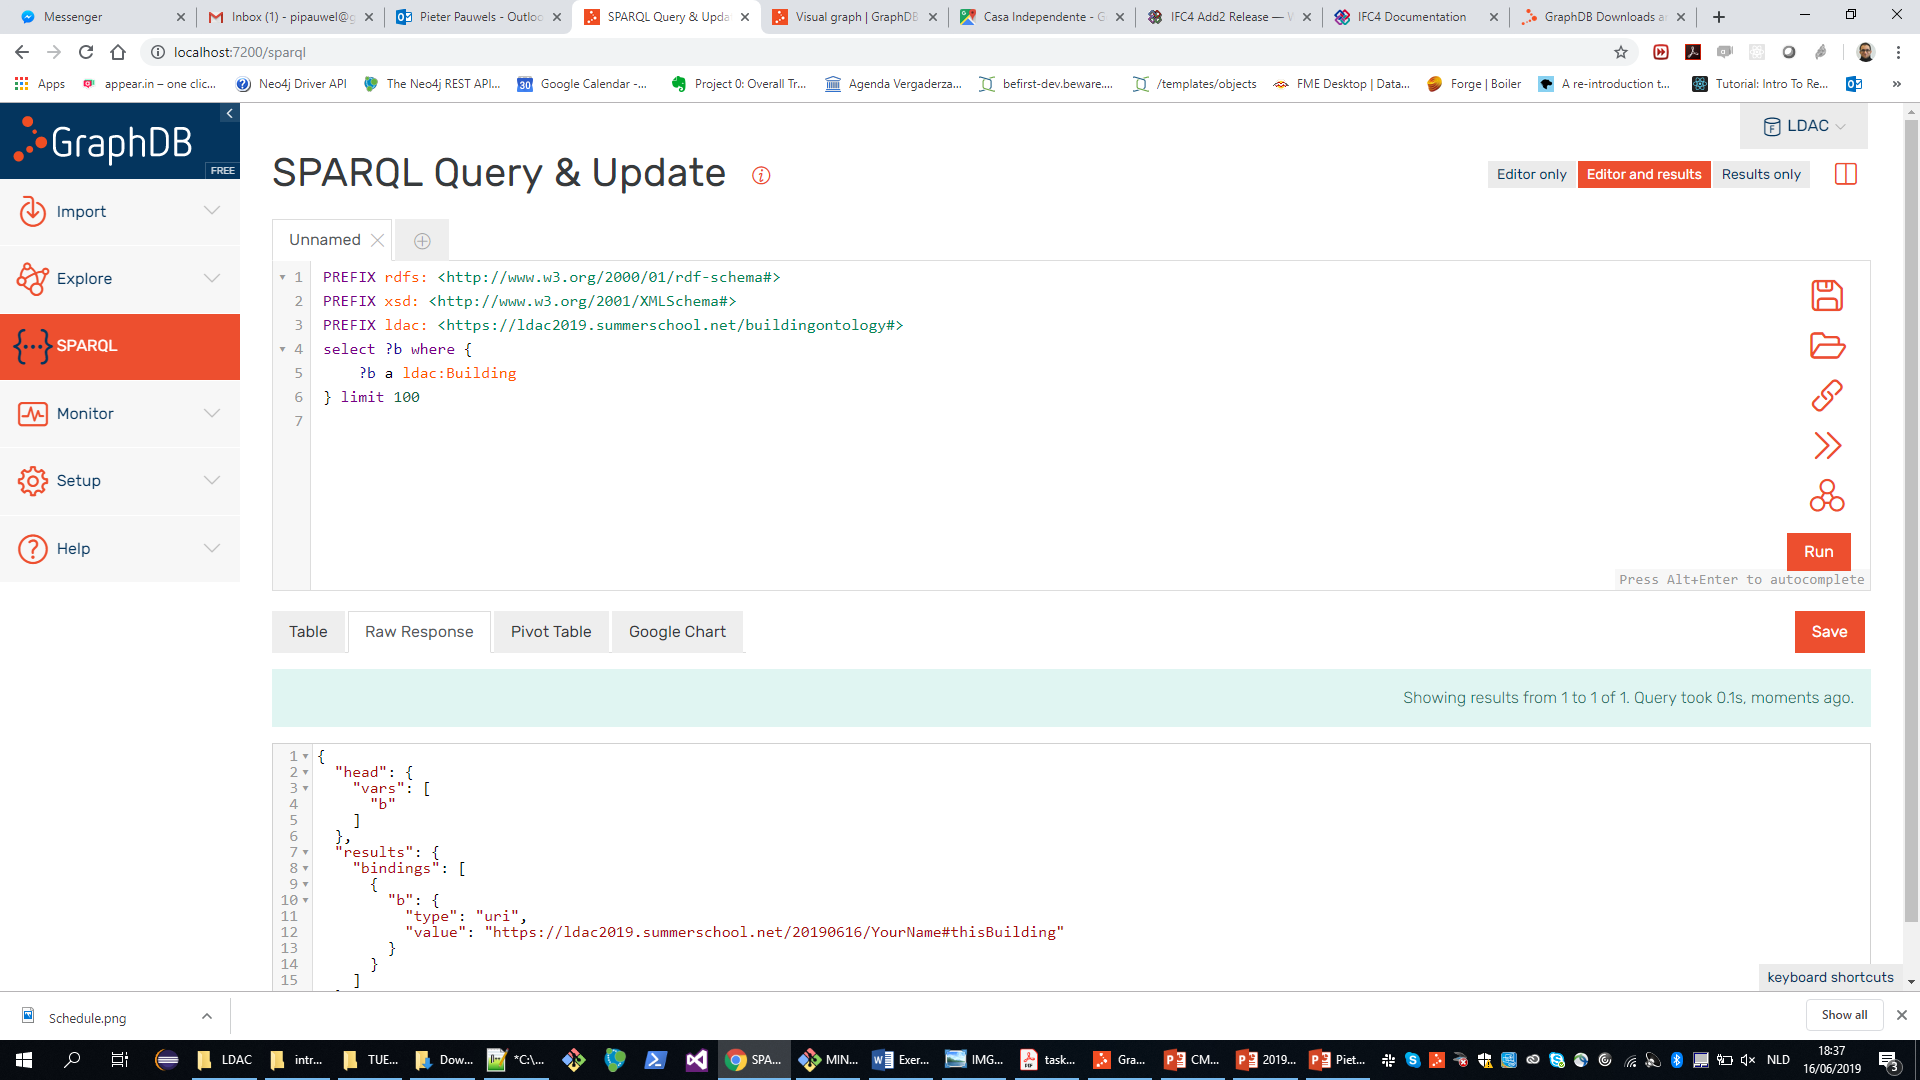 Messenger
Inbox (1) - pipauwel@g
Pieter Pauwels - Outloo
SPARQL Query & Upda
Visual graph | GraphDB
Casa Independente - G
IFC4 Add2 Release — W
IFC4 Documentation
GraphDB Downloads a
localhost:7200/sparql
Apps
appear.in – one clic...
Neo4j Driver API
The Neo4j REST API...
Google Calendar -...
Project 0: Overall Tr...
Agenda Vergaderza...
befirst-dev.beware....
/templates/objects
FME Desktop | Data...
Forge | Boiler
A re-introduction t...
Tutorial: Intro To Re...
GraphDB
FREE
LDAC
SPARQL Query & Update
Editor only
Editor and results
Results only
Import
Explore
SPARQL
Monitor
Setup
Help
Unnamed
1 PREFIX rdfs: <http://www.w3.org/2000/01/rdf-schema#>
2 PREFIX xsd: <http://www.w3.org/2001/XMLSchema#>
3 PREFIX ldac: <https://ldac2019.summerschool.net/buildingontology#>
4 select ?b where {
5 ?b a ldac:Building
6 } limit 100
7
Run
Press Alt+Enter to autocomplete
Table
Raw Response
Pivot Table
Google Chart
Save
Showing results from 1 to 1 of 1. Query took 0.1s, moments ago.
1 {
2 "head": {
3 "vars": [
4 "b"
5 ]
6 },
7 "results": {
8 "bindings": [
9 {
10 "b": {
11 "type": "uri",
12 "value": "https://ldac2019.summerschool.net/20190616/YourName#thisBuilding"
13 }
14 }
15 ]
keyboard shortcuts
Schedule.png
Show all
LDAC
intr...
TUE...
Dow...
*C:\...
SPA...
MIN...
Exer...
IMG...
task...
Gra...
CM...
2019...
Piet...
NLD
18:37
16/06/2019
3